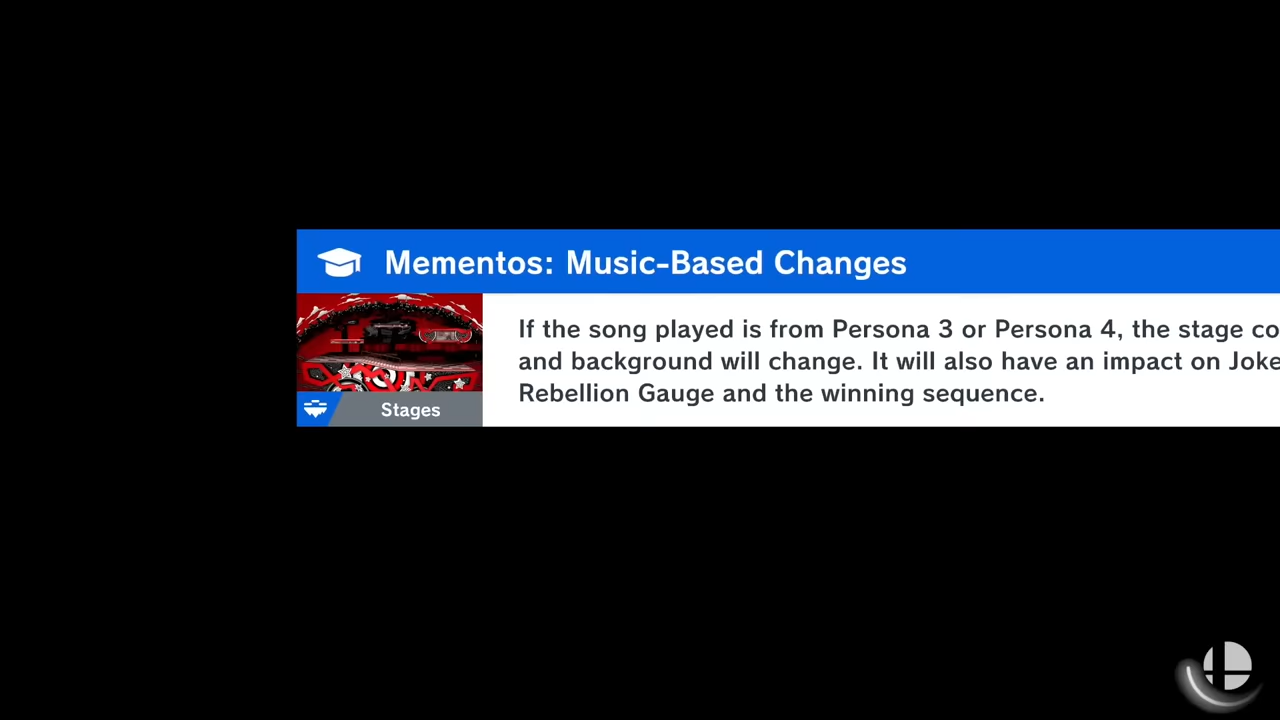 Mementos: Music-Based Changes
If the song played is from Persona 3 or Persona 4, the stage co
and background will change. It will also have an impact on Joke
Rebellion Gauge and the winning sequence.
Stages